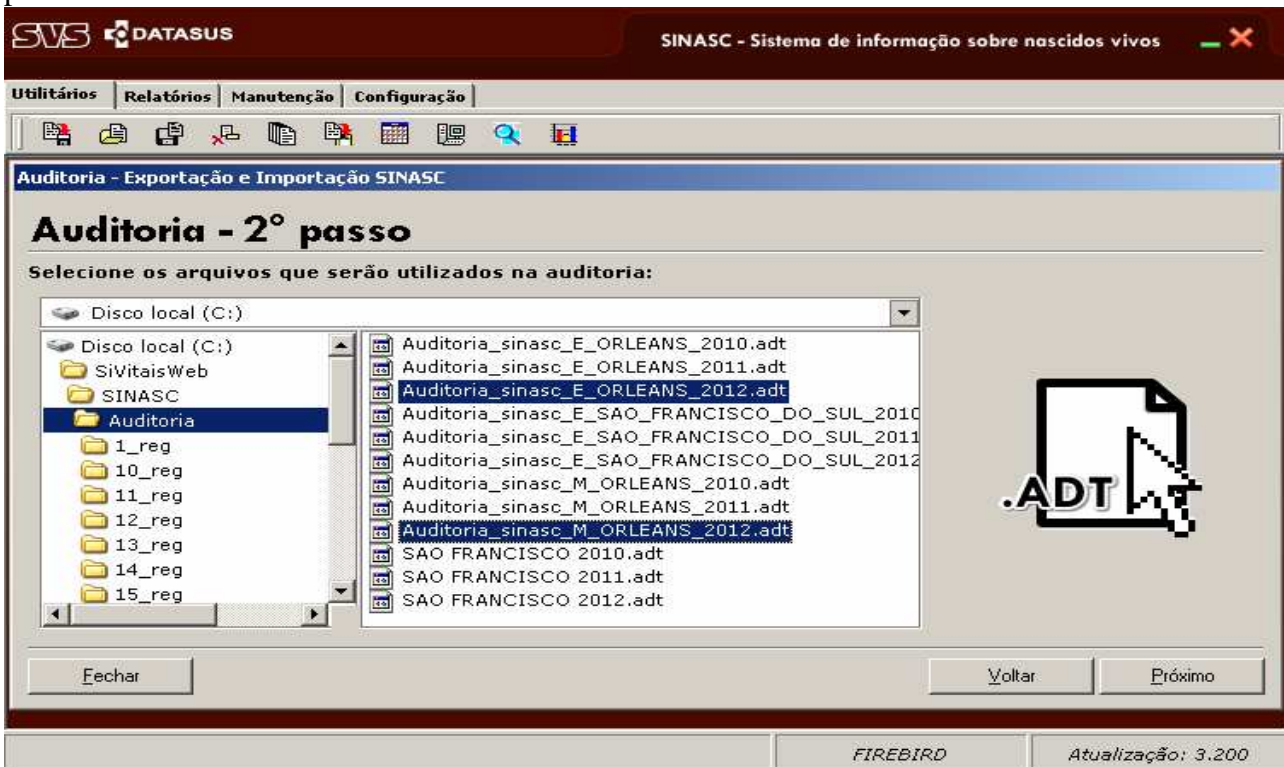 SVS DATASUS
SINASC - Sistema de informação sobre nascidos vivos
Utilitários Relatórios Manutenção Configuração
Auditoria - Exportação e Importação SINASC
Auditoria - 2° passo
Selecione os arquivos que serão utilizados na auditoria:
Disco local (C:)
Disco local (C:)
SiVitaisWeb
SINASC
Auditoria
1_reg
10_reg
11_reg
12_reg
13_reg
14_reg
15_reg
Auditoria_sinasc_E_ORLEANS_2010.adt
Auditoria_sinasc_E_ORLEANS_2011.adt
Auditoria_sinasc_E_ORLEANS_2012.adt
Auditoria_sinasc_E_SAO_FRANCISCO_DO_SUL_2010
Auditoria_sinasc_E_SAO_FRANCISCO_DO_SUL_2011
Auditoria_sinasc_E_SAO_FRANCISCO_DO_SUL_2012
Auditoria_sinasc_M_ORLEANS_2010.adt
Auditoria_sinasc_M_ORLEANS_2011.adt
Auditoria_sinasc_M_ORLEANS_2012.adt
SAO FRANCISCO 2010.adt
SAO FRANCISCO 2011.adt
SAO FRANCISCO 2012.adt
.ADT
Fechar
Voltar
Próximo
FIREBIRD
Atualização: 3.200